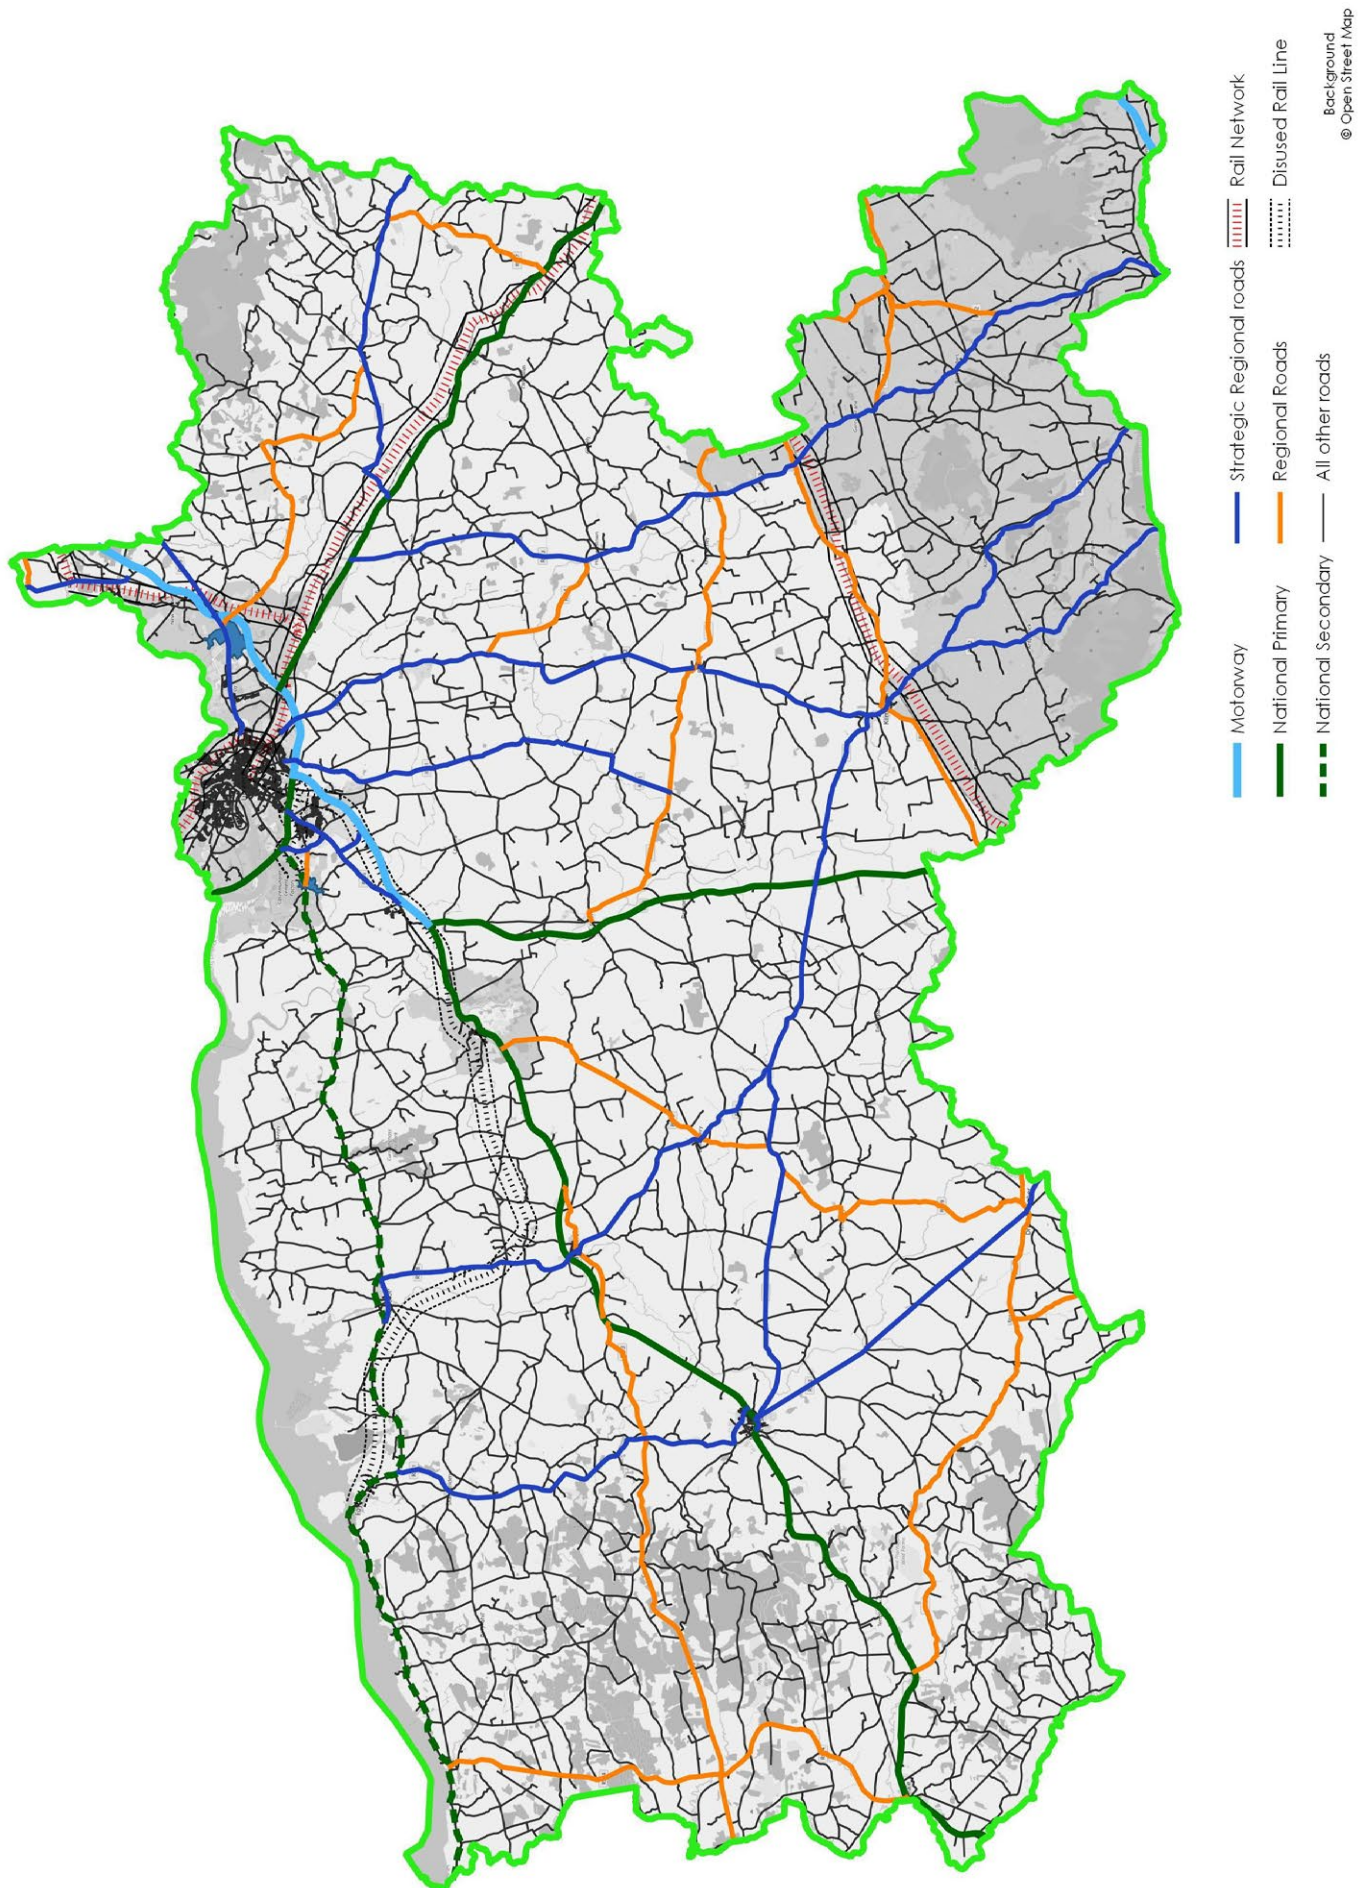 Motorway
National Primary
National Secondary
Strategic Regional roads
Regional Roads
All other roads
Rail Network
Disused Rail Line
Background
© Open Street Map